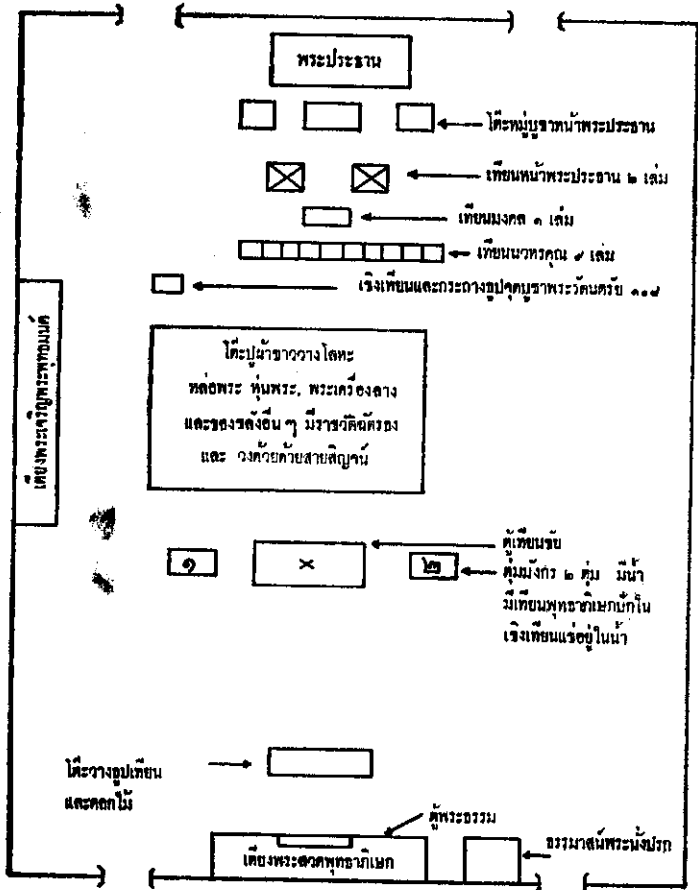 พระประธาน
โต๊ะหมู่บูชาหน้าพระประธาน
เทียนหน้าพระประธาน ๒ เล่ม
เทียนมงคล ๑ เล่ม
เทียนนวหรคุณ ๙ เล่ม
เชิงเทียนและกระถางธูปจุดบูชาพระรัตนตรัย
เตียงพระเจริญพระพุทธมนต์
โต๊ะปูผ้าขาววางโลหะ
หล่อพระ หุ่นพระ, พระเครื่องลาง
และของขลังอื่น ๆ มีราชวัติฉัตรธง
และ วงด้วยด้ายสายสิญจน์
ตู้เทียนชัย
๑
×
๒
ตุ่มมังกร ๒ ตุ่ม มีน้ำ
มีเทียนพุทธาภิเษกปักใน
เชิงเทียนแช่อยู่ในน้ำ
โต๊ะวางธูปเทียน
และดอกไม้
ตู้พระธรรม
เตียงพระสวดพุทธาภิเษก
ธรรมาสน์พระนั่งปรก